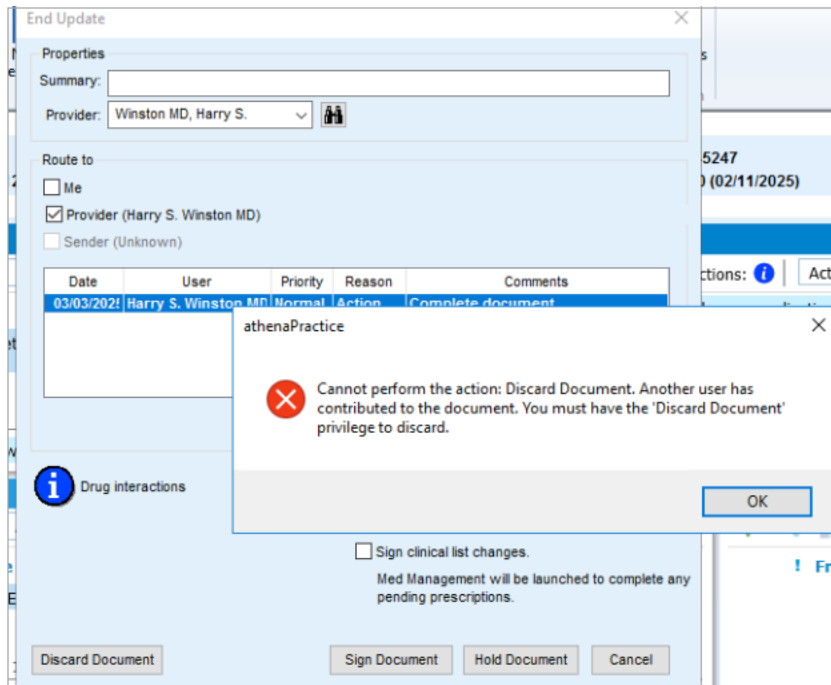 End Update
Properties
Summary:
Provider: Winston MD, Harry S.
5247
0 (02/11/2025)
Route to
Me
Provider (Harry S. Winston MD)
Sender (Unknown)
ctions: Act
Date User Priority Reason Comments
03/03/202 Harry S. Winston MD Normal Action Complete document
athenaPractice
Cannot perform the action: Discard Document. Another user has
contributed to the document. You must have the 'Discard Document'
privilege to discard.
OK
Drug interactions
Sign clinical list changes.
Med Management will be launched to complete any
pending prescriptions.
! Fr
Discard Document Sign Document Hold Document Cancel